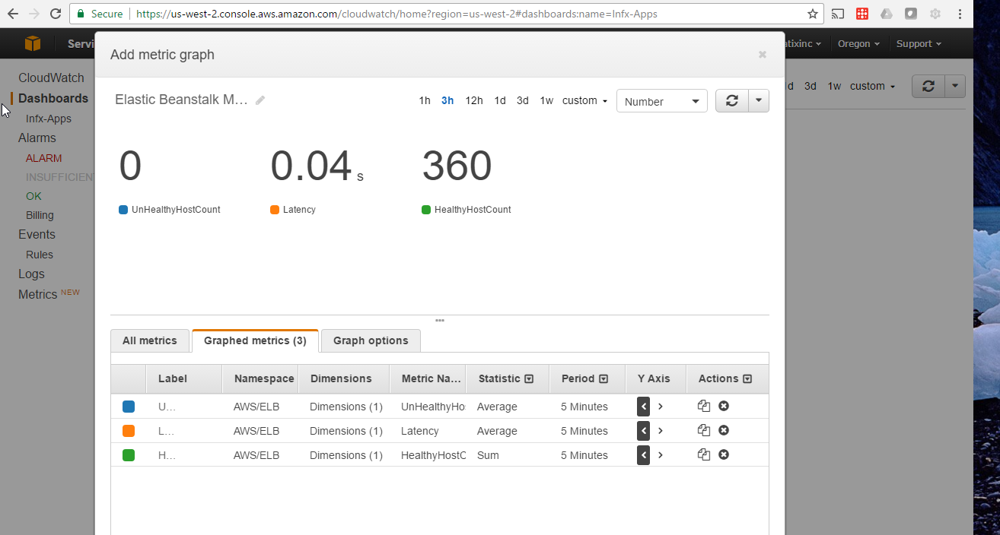 Secure https://us-west-2.console.aws.amazon.com/cloudwatch/home?region=us-west-2#dashboards:name=Infx-Apps
Servi
atixinc Oregon Support
Add metric graph
CloudWatch
Dashboards
Infx-Apps
Alarms
ALARM
INSUFFICIEN
OK
Billing
Events
Rules
Logs
Metrics NEW
Elastic Beanstalk M... 1h 3h 12h 1d 3d 1w custom Number
1d 3d 1w custom
0 0.04 s 360
UnHealthyHostCount Latency HealthyHostCount
All metrics Graphed metrics (3) Graph options
Label Namespace Dimensions Metric Na... Statistic Period Y Axis Actions
U... AWS/ELB Dimensions (1) UnHealthyHo Average 5 Minutes < >
L... AWS/ELB Dimensions (1) Latency Average 5 Minutes < >
H... AWS/ELB Dimensions (1) HealthyHostC Sum 5 Minutes < >